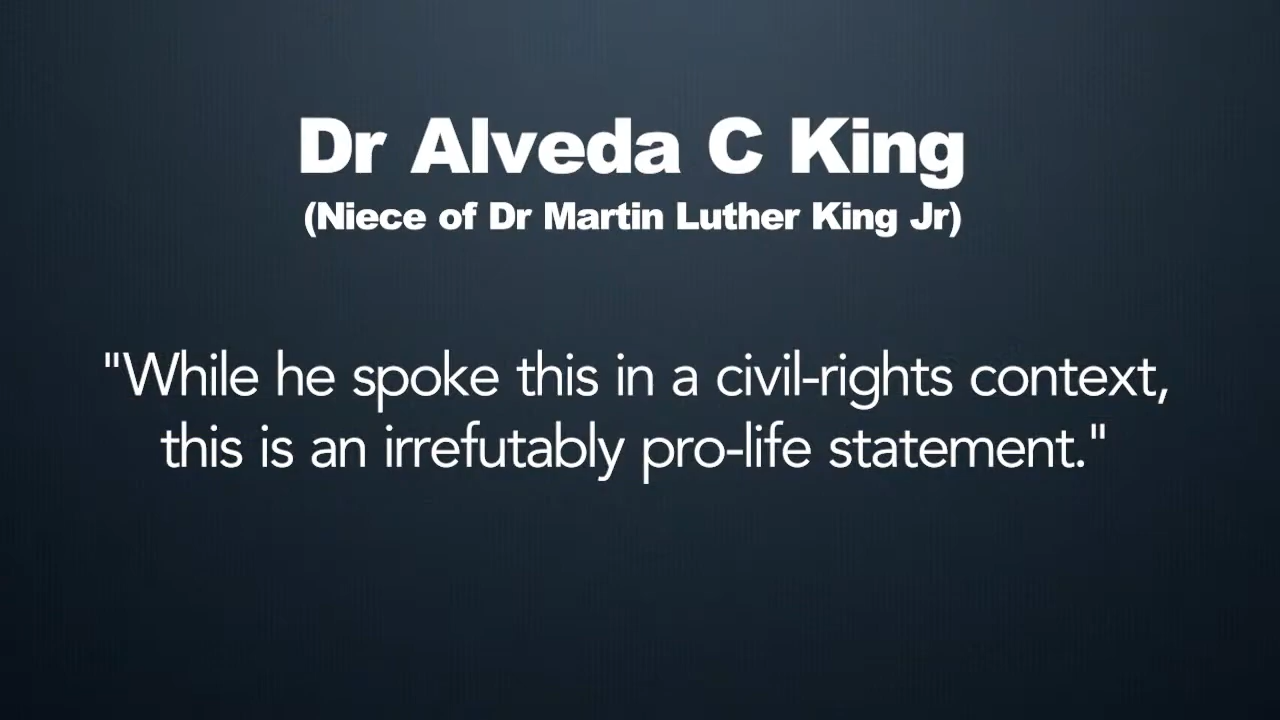 Dr Alveda C King
(Niece of Dr Martin Luther King Jr)
"While he spoke this in a civil-rights context,
this is an irrefutably pro-life statement."